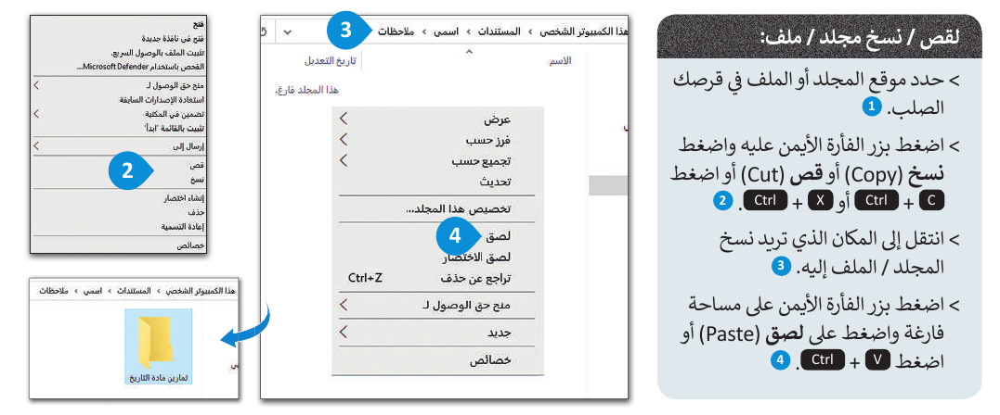 لقص / نسخ مجلد / ملف:
> حدد موقع المجلد أو الملف في قرصك
الصلب. 1
> اضغط بزر الفأرة الأيمن عليه واضغط
نسخ (Copy) أو قص (Cut) أو اضغط
Ctrl + C أو Ctrl + X. 2
> انتقل إلى المكان الذي تريد نسخ
المجلد / الملف إليه. 3
> اضغط بزر الفأرة الأيمن على مساحة
فارغة واضغط على لصق (Paste) أو
اضغط Ctrl + V. 4
هذا الكمبيوتر الشخصي › المستندات › اسمي › ملاحظات
3
الاسم
تاريخ التعديل
هذا المجلد فارغ.
عرض
فرز حسب
تجميع حسب
تحديث
تخصيص هذا المجلد...
لصق
4
لصق الاختصار
تراجع عن حذف Ctrl+Z
منح حق الوصول لـ
جديد
خصائص
فتح
فتح في نافذة جديدة
تثبيت الملف بالوصول السريع.
الفحص باستخدام Microsoft Defender...
منح حق الوصول لـ
استعادة الإصدارات السابقة
تضمين في المكتبة
تثبيت بالقائمة "ابدأ"
إرسال إلى
قص
2
نسخ
إنشاء اختصار
حذف
إعادة التسمية
خصائص
هذا الكمبيوتر الشخصي › المستندات › اسمي › ملاحظات
تمارين مادة التاريخ